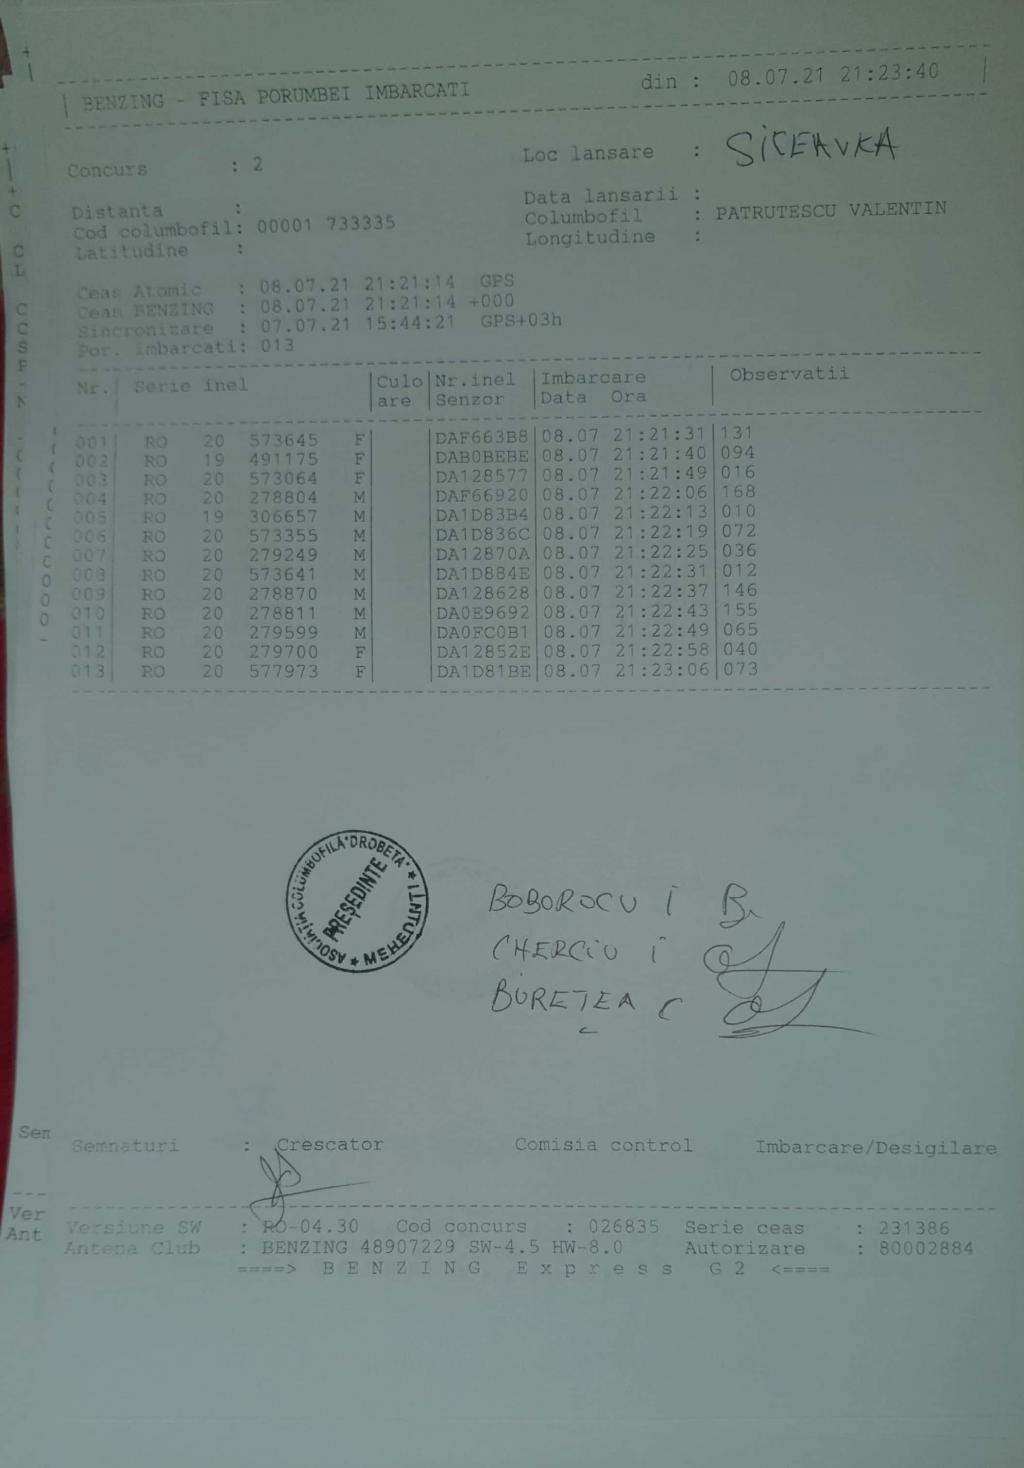 BENZING - FISA PORUMBEI IMBARCATI din : 08.07.21 21:23:40
Concurs : 2 Loc lansare : SICEAVKA
Distanta : Data lansarii :
Cod columbofil: 00001 733335 Columbofil : PATRUTESCU VALENTIN
Latitudine : Longitudine :
Ceas Atomic : 08.07.21 21:21:14 GPS
Ceas BENZING : 08.07.21 21:21:14 +000
Sincronizare : 07.07.21 15:44:21 GPS+03h
Por. imbarcati: 013
Nr. Serie inel Culo Nr.inel Imbarcare Observatii
are Senzor Data Ora
001 RO 20 573645 F DAF663B8 08.07 21:21:31 131
002 RO 19 491175 F DAB0BEBE 08.07 21:21:40 094
003 RO 20 573064 F DA128577 08.07 21:21:49 016
004 RO 20 278804 M DAF66920 08.07 21:22:06 168
005 RO 19 306657 M DA1D83B4 08.07 21:22:13 010
006 RO 20 573355 M DA1D836C 08.07 21:22:19 072
007 RO 20 279249 M DA12870A 08.07 21:22:25 036
008 RO 20 573641 M DA1D884E 08.07 21:22:31 012
009 RO 20 278870 M DA128628 08.07 21:22:37 146
010 RO 20 278811 M DA0E9692 08.07 21:22:43 155
011 RO 20 279599 M DA0FC0B1 08.07 21:22:49 065
012 RO 20 279700 F DA12852E 08.07 21:22:58 040
013 RO 20 577973 F DA1D81BE 08.07 21:23:06 073
ASOCIAŢIA COLUMBOFILĂ "DROBETA" * MEHEDINŢI *
PREŞEDINTE
BOBOROCU I B.
CHERCIU I
BUREŢEA C
Sem
Semnaturi : Crescator Comisia control Imbarcare/Desigilare
Ver
Ant
Versiune SW : RO-04.30 Cod concurs : 026835 Serie ceas : 231386
Antena Club : BENZING 48907229 SW-4.5 HW-8.0 Autorizare : 80002884
====> B E N Z I N G E x p r e s s G 2 <====